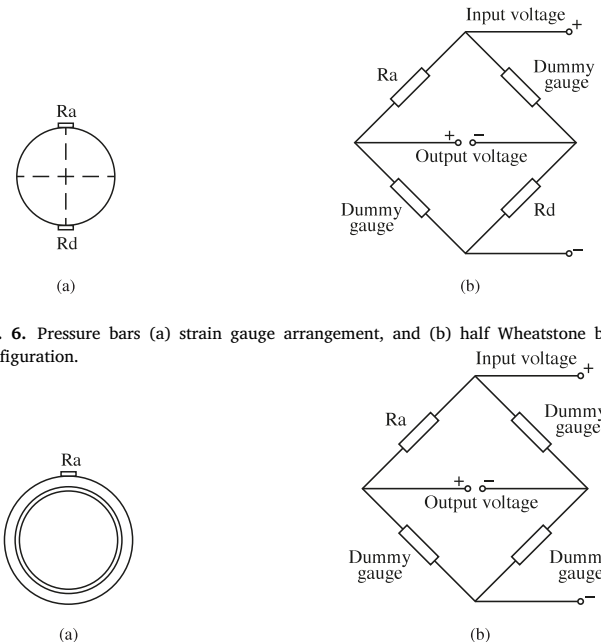 Input voltage
+
Ra
Dummy
gauge
Ra
+ −
Output voltage
Dummy
gauge
Rd
Rd
−
(a)
(b)
. 6. Pressure bars (a) strain gauge arrangement, and (b) half Wheatstone b
figuration.
Input voltage
+
Ra
Dummy
gauge
Ra
+ −
Output voltage
Dummy
gauge
Dumm
gauge
−
(a)
(b)